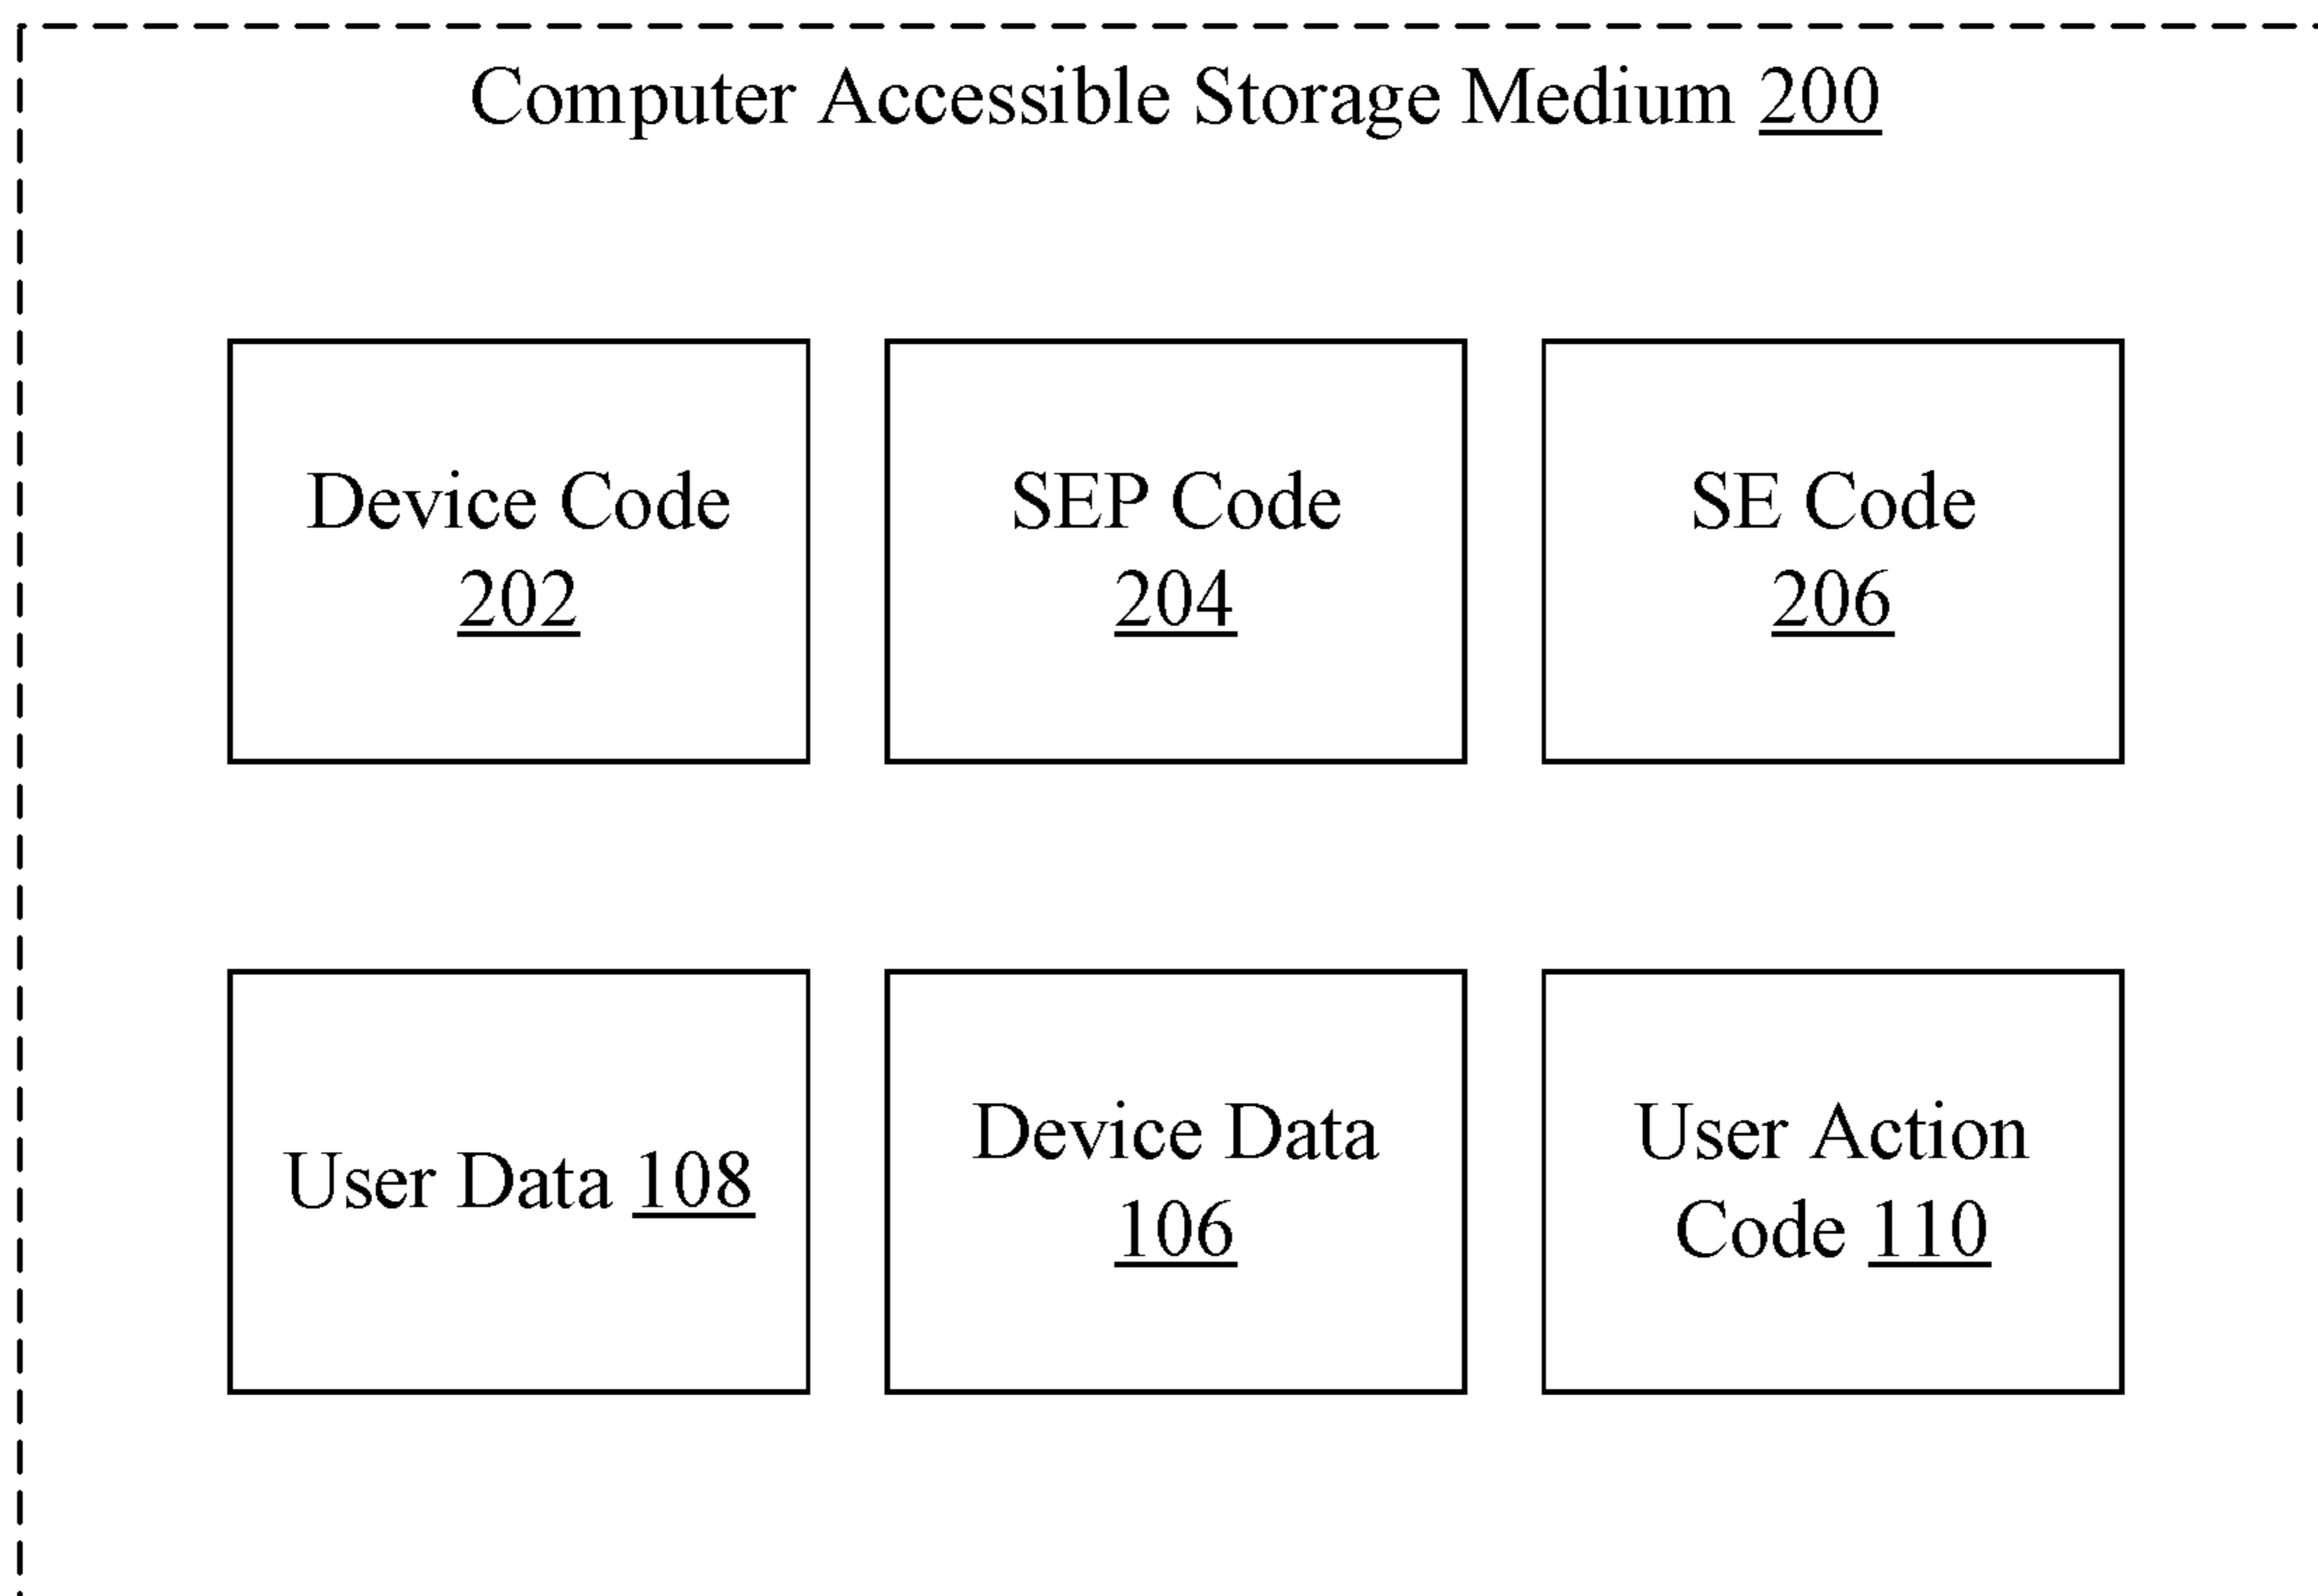 Computer Accessible Storage Medium 200
Device Code
202
SEP Code
204
SE Code
206
User Data 108
Device Data
106
User Action
Code 110